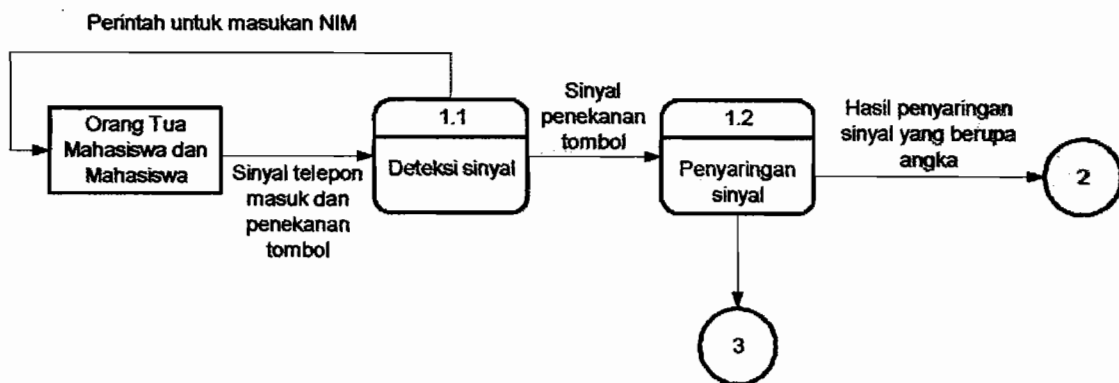 Perintah untuk masukan NIM
Orang Tua
Mahasiswa dan
Mahasiswa
Sinyal telepon
masuk dan
penekanan
tombol
1.1
Deteksi sinyal
Sinyal
penekanan
tombol
1.2
Penyaringan
sinyal
Hasil penyaringan
sinyal yang berupa
angka
2
3